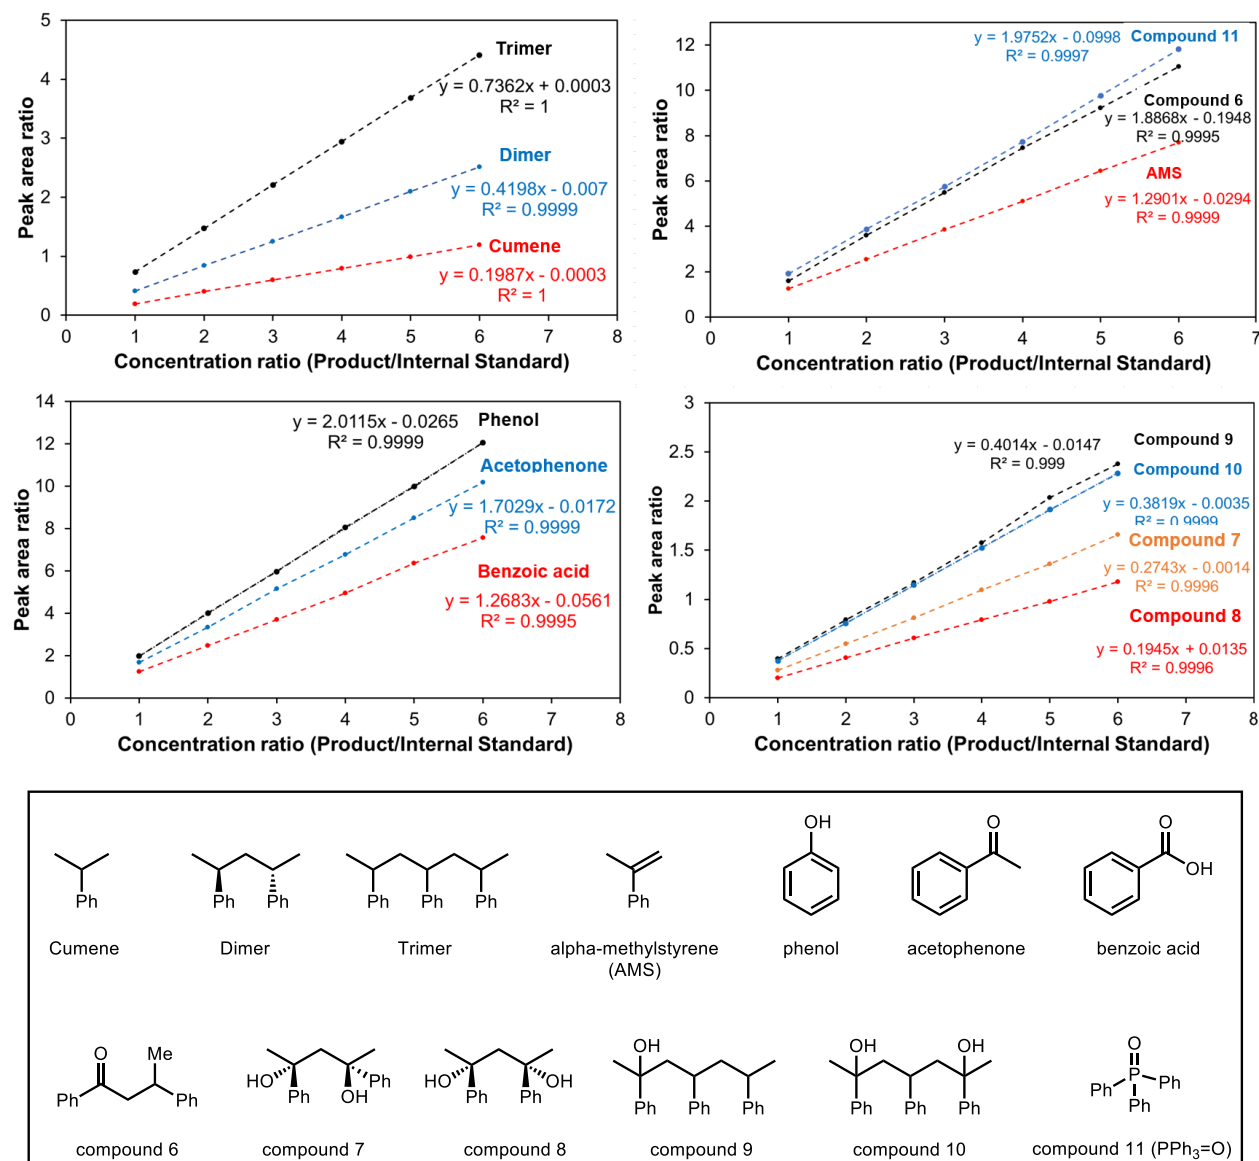 5
4
3
2
1
0
0 1 2 3 4 5 6 7 8
Peak area ratio
Concentration ratio (Product/Internal Standard)
Trimer
y = 0.7362x + 0.0003
R² = 1
Dimer
y = 0.4198x - 0.007
R² = 0.9999
Cumene
y = 0.1987x - 0.0003
R² = 1
12
10
8
6
4
2
0
0 1 2 3 4 5 6 7
Peak area ratio
Concentration ratio (Product/Internal Standard)
y = 1.9752x - 0.0998 Compound 11
R² = 0.9997
Compound 6
y = 1.8868x - 0.1948
R² = 0.9995
AMS
y = 1.2901x - 0.0294
R² = 0.9999
14
12
10
8
6
4
2
0
0 1 2 3 4 5 6 7 8
Peak area ratio
Concentration ratio (Product/Internal Standard)
y = 2.0115x - 0.0265 Phenol
R² = 0.9999
Acetophenone
y = 1.7029x - 0.0172
R² = 0.9999
Benzoic acid
y = 1.2683x - 0.0561
R² = 0.9995
3
2.5
2
1.5
1
0.5
0
0 1 2 3 4 5 6 7 8
Peak area ratio
Concentration ratio (Product/Internal Standard)
y = 0.4014x - 0.0147 Compound 9
R² = 0.999
Compound 10
y = 0.3819x - 0.0035
R² = 0.9999
Compound 7
y = 0.2743x - 0.0014
R² = 0.9996
Compound 8
y = 0.1945x + 0.0135
R² = 0.9996
OH
O
O
OH
Ph Ph Ph Ph Ph Ph Ph
Cumene Dimer Trimer alpha-methylstyrene phenol acetophenone benzoic acid
(AMS)
O Me OH OH OH O
HO Ph HO OH Ph Ph
Ph Ph Ph OH Ph Ph Ph Ph Ph Ph Ph Ph Ph
compound 6 compound 7 compound 8 compound 9 compound 10 compound 11 (PPh₃=O)